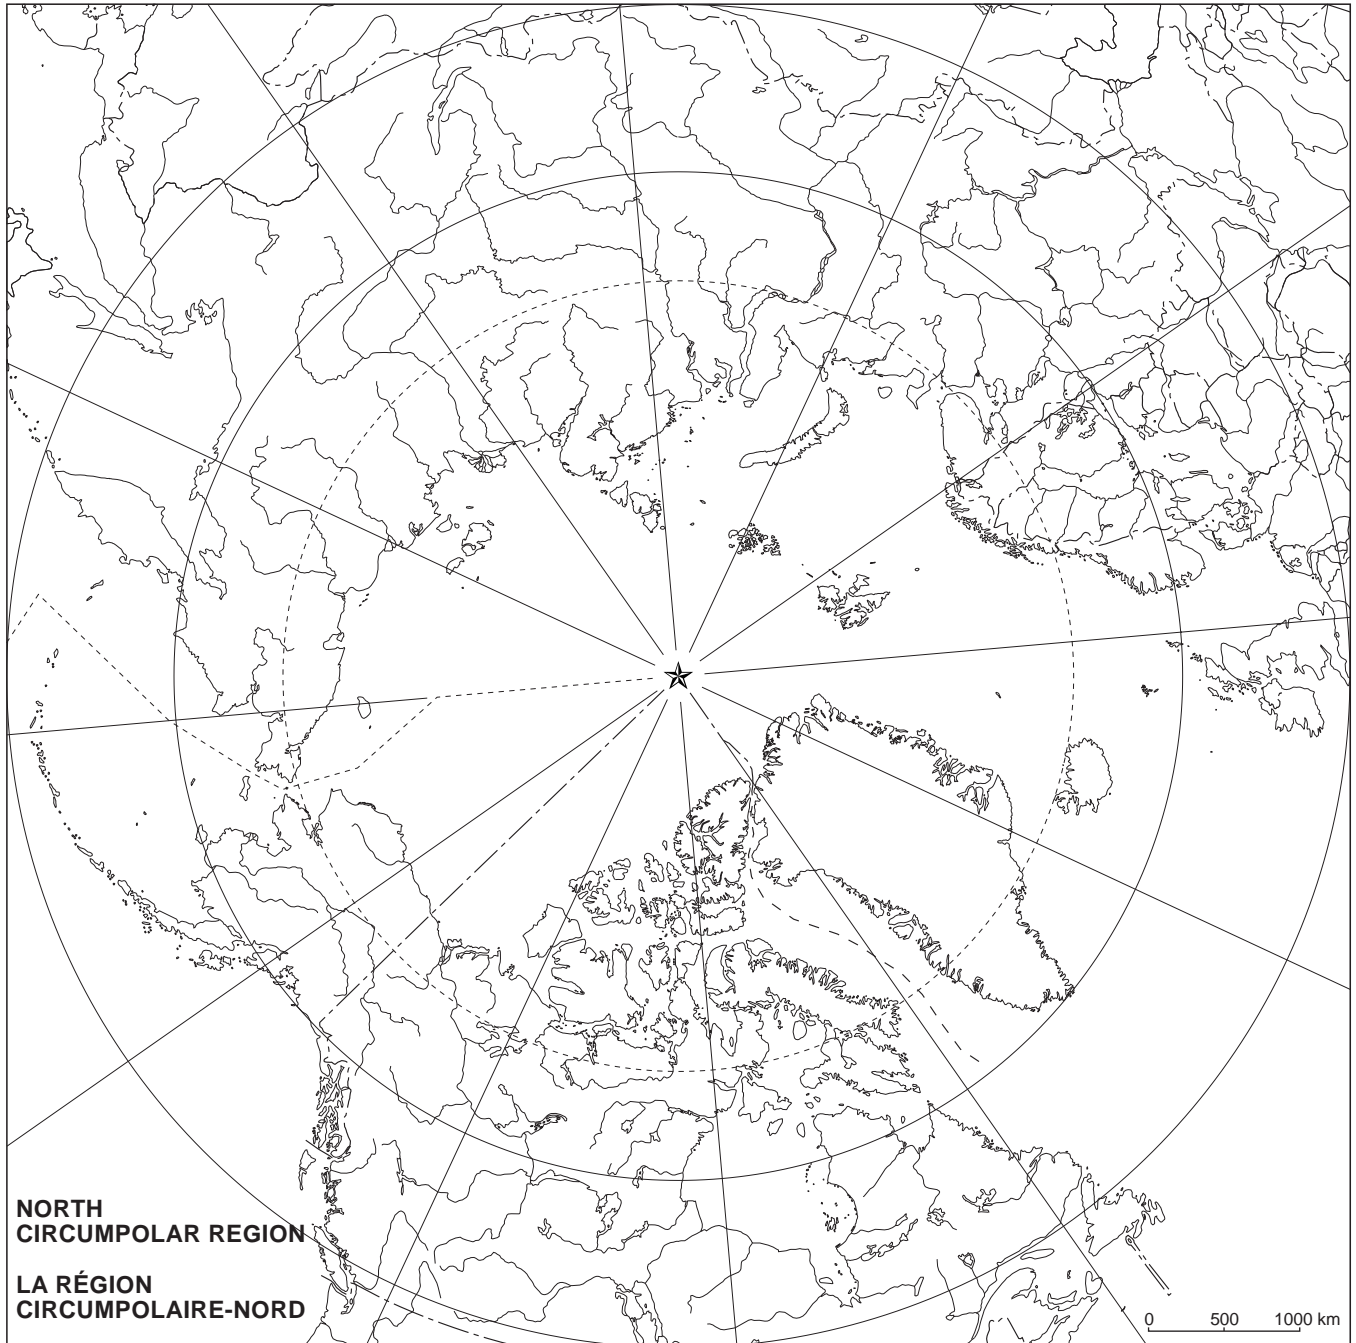 NORTH
CIRCUMPOLAR REGION
LA RÉGION
CIRCUMPOLAIRE-NORD
0 500 1000 km